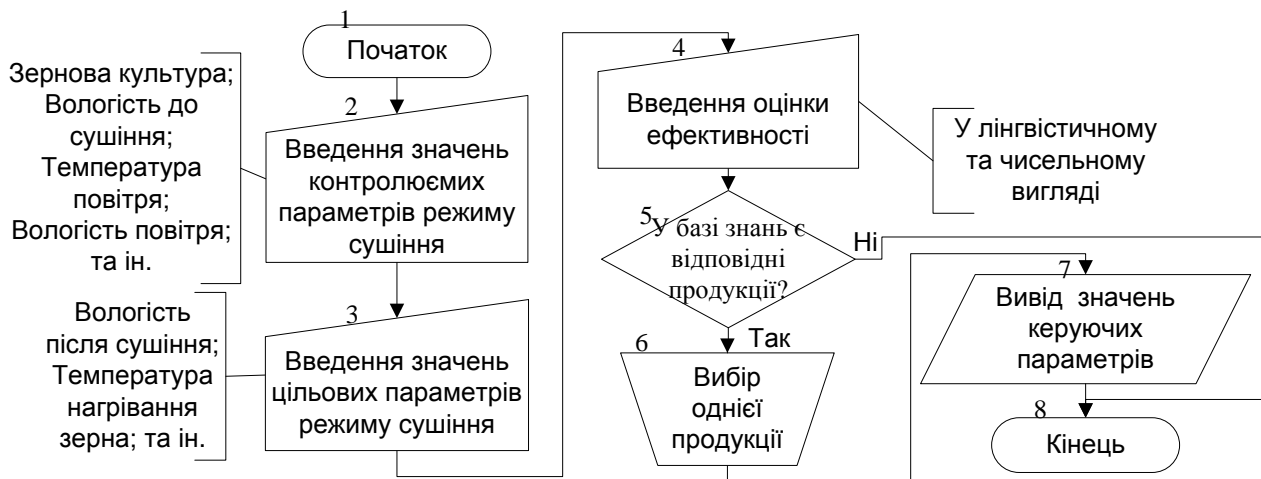 1
Початок
Зернова культура;
Вологість до
сушіння;
Температура
повітря;
Вологість повітря;
та ін.
2
Введення значень
контролюємих
параметрів режиму
сушіння
Вологість
після сушіння;
Температура
нагрівання
зерна; та ін.
3
Введення значень
цільових параметрів
режиму сушіння
4
Введення оцінки
ефективності
У лінгвістичному
та чисельному
вигляді
5
У базі знань є
відповідні
продукції?
Ні
Так
6
Вибір
однієї
продукції
7
Вивід значень
керуючих
параметрів
8
Кінець